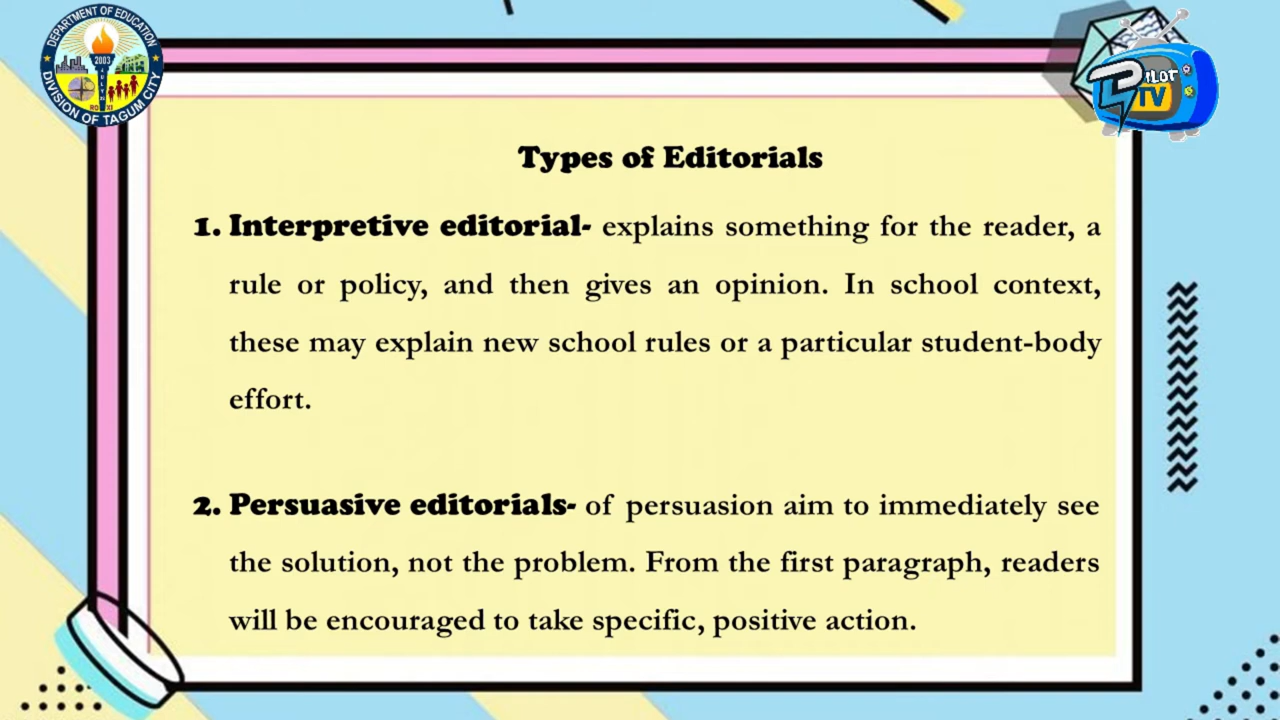 DEPARTMENT OF EDUCATION
2003
RO XI
DIVISION OF TAGUM CITY
PILOT
TV
Types of Editorials
1. Interpretive editorial- explains something for the reader, a
rule or policy, and then gives an opinion. In school context,
these may explain new school rules or a particular student-body
effort.
2. Persuasive editorials- of persuasion aim to immediately see
the solution, not the problem. From the first paragraph, readers
will be encouraged to take specific, positive action.